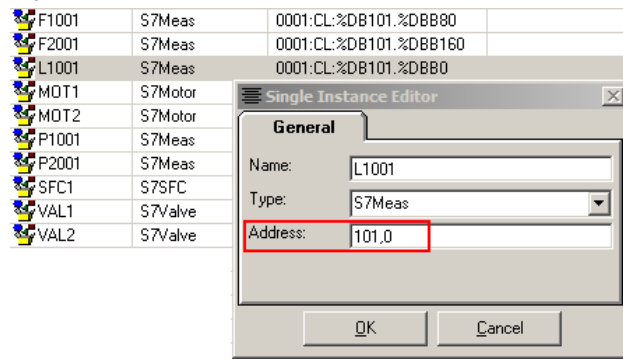 F1001 S7Meas 0001:CL:%DB101.%DBB80
F2001 S7Meas 0001:CL:%DB101.%DBB160
L1001 S7Meas 0001:CL:%DB101.%DBB0
MOT1 S7Motor
MOT2 S7Motor
P1001 S7Meas
P2001 S7Meas
SFC1 S7SFC
VAL1 S7Valve
VAL2 S7Valve
Single Instance Editor
General
Name: L1001
Type: S7Meas
Address: 101,0
OK Cancel